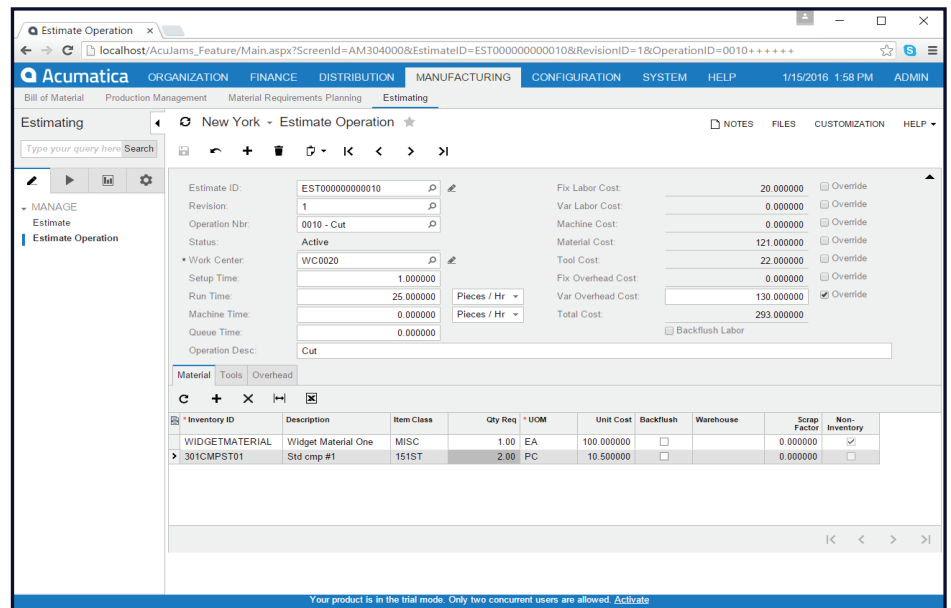 Estimate Operation
localhost/AcuJams_Feature/Main.aspx?ScreenId=AM304000&EstimateID=EST000000000010&RevisionID=1&OperationID=0010++++++
Acumatica ORGANIZATION FINANCE DISTRIBUTION MANUFACTURING CONFIGURATION SYSTEM HELP 1/15/2016 1:58 PM ADMIN
Bill of Material Production Management Material Requirements Planning Estimating
Estimating New York Estimate Operation NOTES FILES CUSTOMIZATION HELP
Type your query here Search
Estimate ID: EST000000000010 Fix Labor Cost: 20.000000 Override
MANAGE Revision: 1 Var Labor Cost: 0.000000 Override
Estimate Operation Nbr: 0010 - Cut Machine Cost: 0.000000 Override
Estimate Operation Status: Active Material Cost: 121.000000 Override
* Work Center: WC0020 Tool Cost: 22.000000 Override
Setup Time: 1.000000 Fix Overhead Cost: 0.000000 Override
Run Time: 25.000000 Pieces / Hr Var Overhead Cost: 130.000000 Override
Machine Time: 0.000000 Pieces / Hr Total Cost: 293.000000
Queue Time: 0.000000 Backflush Labor
Operation Desc: Cut
Material Tools Overhead
* Inventory ID Description Item Class Qty Req * UOM Unit Cost Backflush Warehouse Scrap Factor Non-Inventory
WIDGETMATERIAL Widget Material One MISC 1.00 EA 100.000000 0.000000
301CMPST01 Std cmp #1 151ST 2.00 PC 10.500000 0.000000
Your product is in the trial mode. Only two concurrent users are allowed. Activate